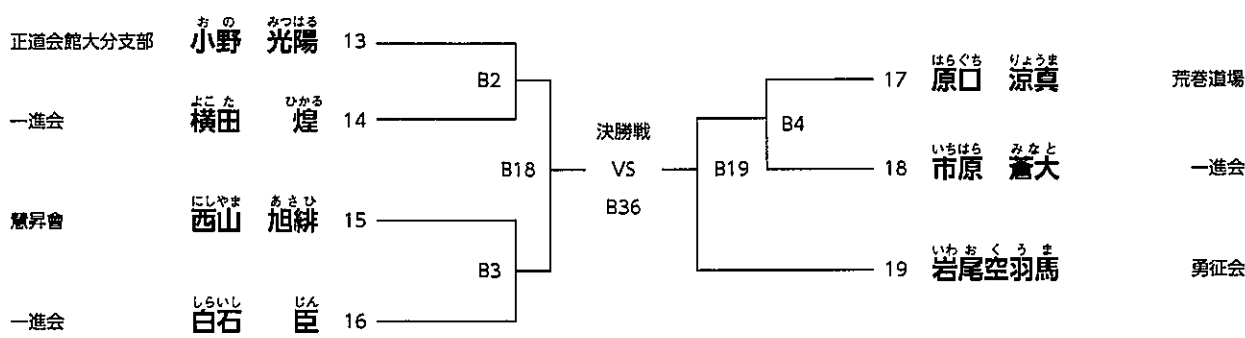 おの みつはる
正道会館大分支部 小野 光陽 13
B2
よこた ひかる
一進会 横田 煌 14
B18
にしやま あさひ
慧昇會 西山 旭緋 15
B3
しらいし じん
一進会 白石 臣 16
決勝戦
VS
B36
はらぐち りょうま
17 原口 涼真 荒巻道場
B4
B19
いちはら みなと
18 市原 蒼大 一進会
いわおくうま
19 岩尾空羽馬 勇征会